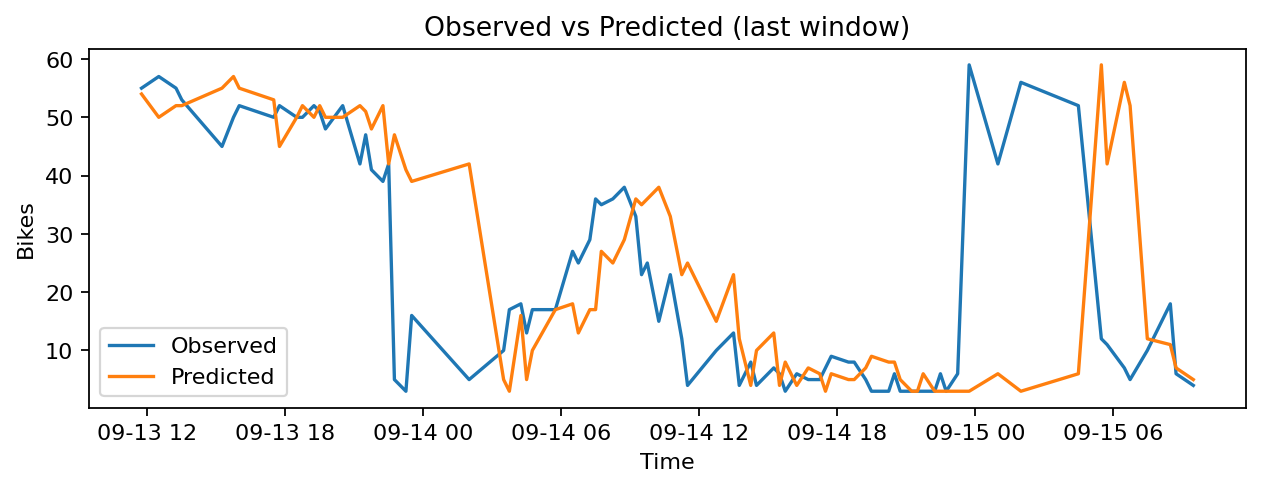 Observed vs Predicted (last window)
60
50
40
30
20
10
Bikes
Observed
Predicted
09-13 12
09-13 18
09-14 00
09-14 06
09-14 12
09-14 18
09-15 00
09-15 06
Time